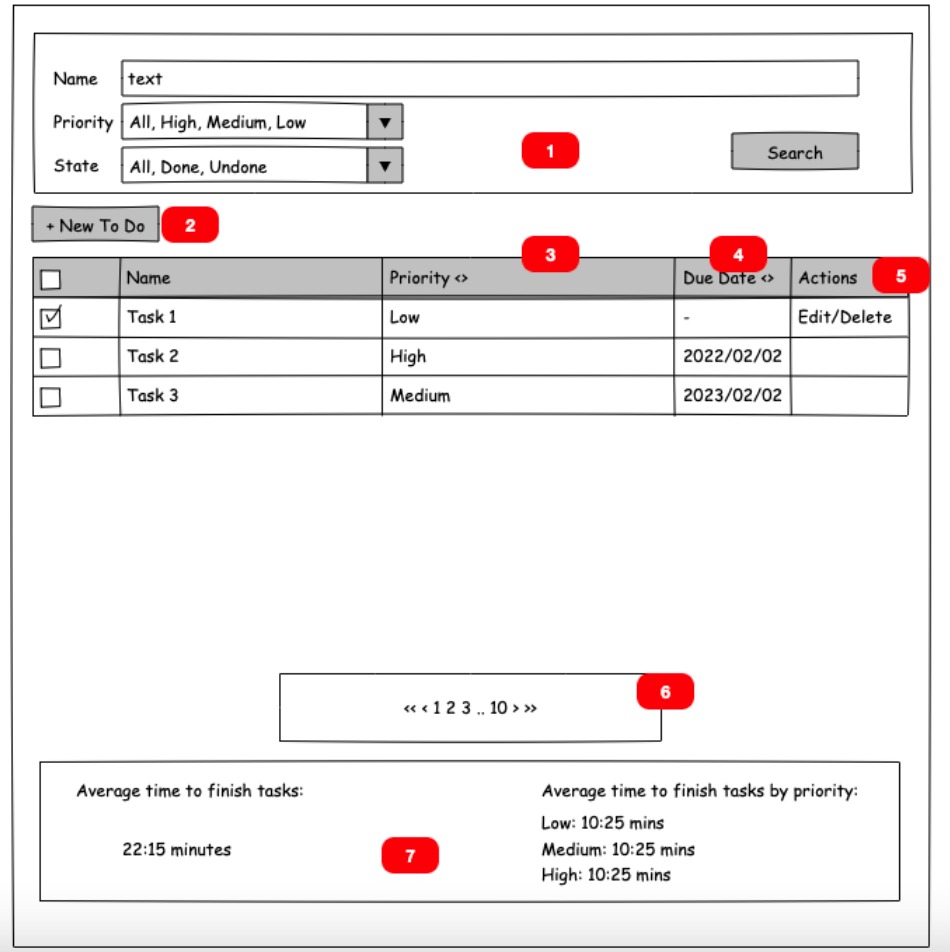 Name text
Priority All, High, Medium, Low ▼
1
Search
State All, Done, Undone ▼
+ New To Do 2
3 4
Name Priority <> Due Date <> Actions 5
Task 1 Low - Edit/Delete
Task 2 High 2022/02/02
Task 3 Medium 2023/02/02
6
<< < 1 2 3 .. 10 > >>
Average time to finish tasks: Average time to finish tasks by priority:
Low: 10:25 mins
22:15 minutes 7 Medium: 10:25 mins
High: 10:25 mins